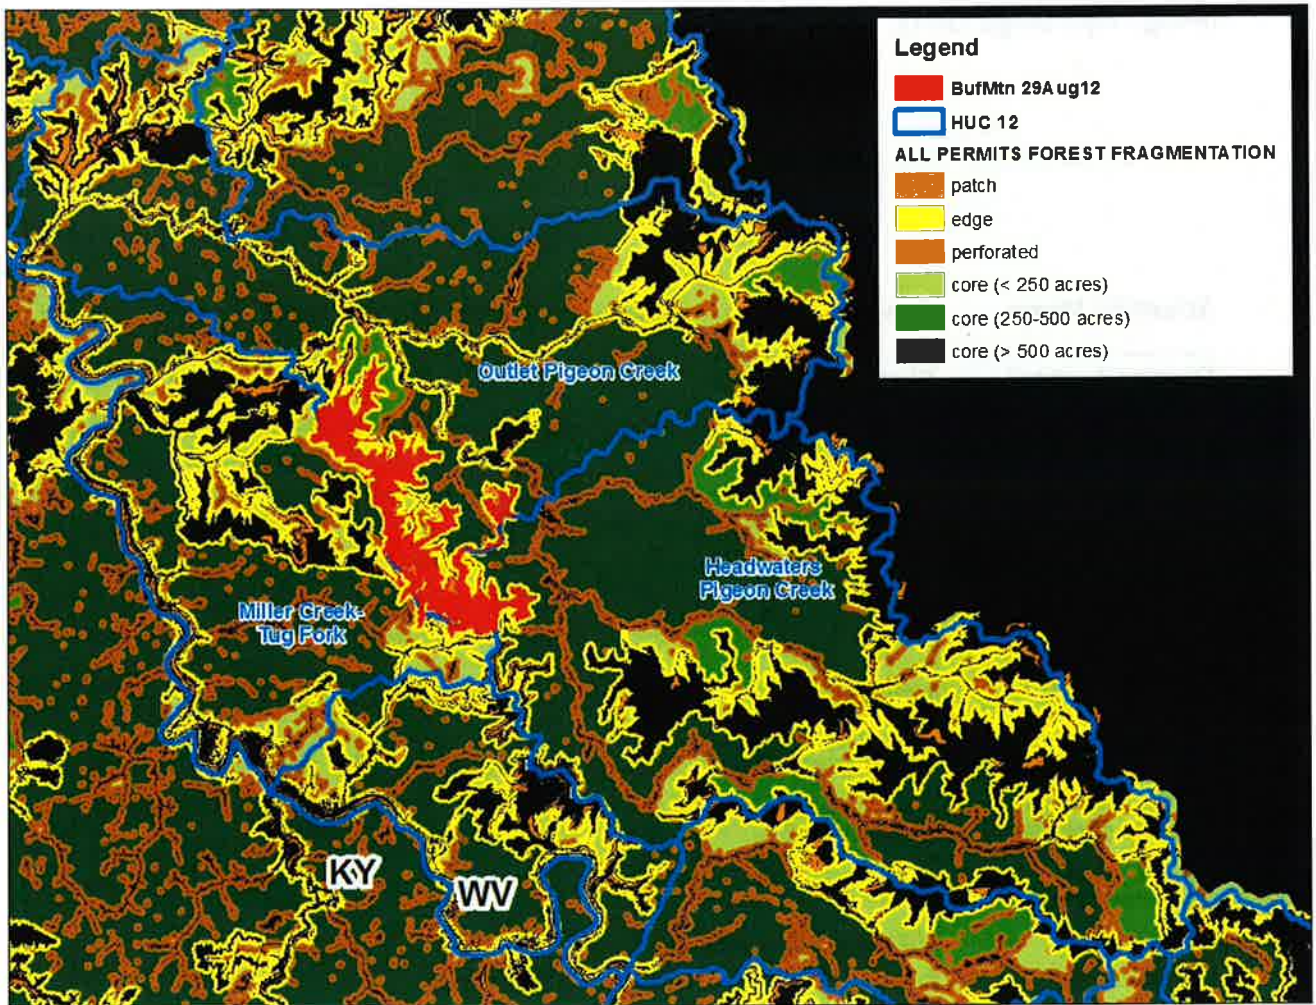 Legend
BufMtn 29Aug12
HUC 12
ALL PERMITS FOREST FRAGMENTATION
patch
edge
perforated
core (< 250 acres)
core (250-500 acres)
core (> 500 acres)
Outlet Pigeon Creek
Headwaters
Pigeon Creek
Miller Creek-
Tug Fork
KY
WV